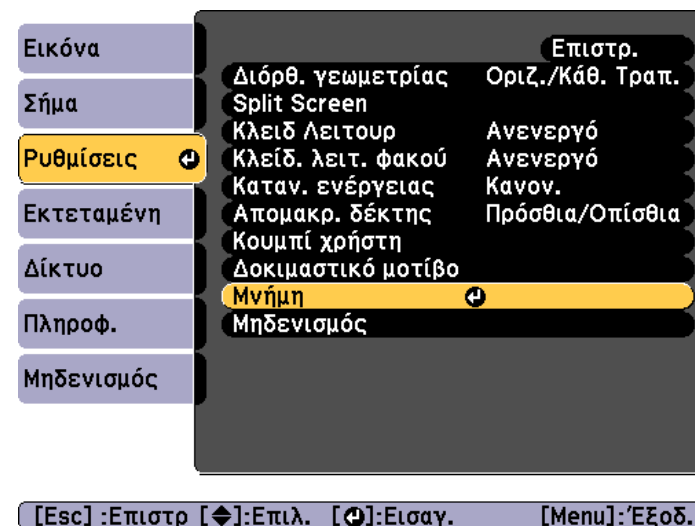 Εικόνα
Σήμα
Ρυθμίσεις
Εκτεταμένη
Δίκτυο
Πληροφ.
Μηδενισμός
Επιστρ.
Διόρθ. γεωμετρίας Οριζ./Κάθ. Τραπ.
Split Screen
Κλειδ Λειτουρ Ανενεργό
Κλείδ. λειτ. φακού Ανενεργό
Καταν. ενέργειας Κανον.
Απομακρ. δέκτης Πρόσθια/Οπίσθια
Κουμπί χρήστη
Δοκιμαστικό μοτίβο
Μνήμη
Μηδενισμός
[Esc] :Επιστρ [◆]:Επιλ. [⏎]:Εισαγ. [Menu]:Έξοδ.